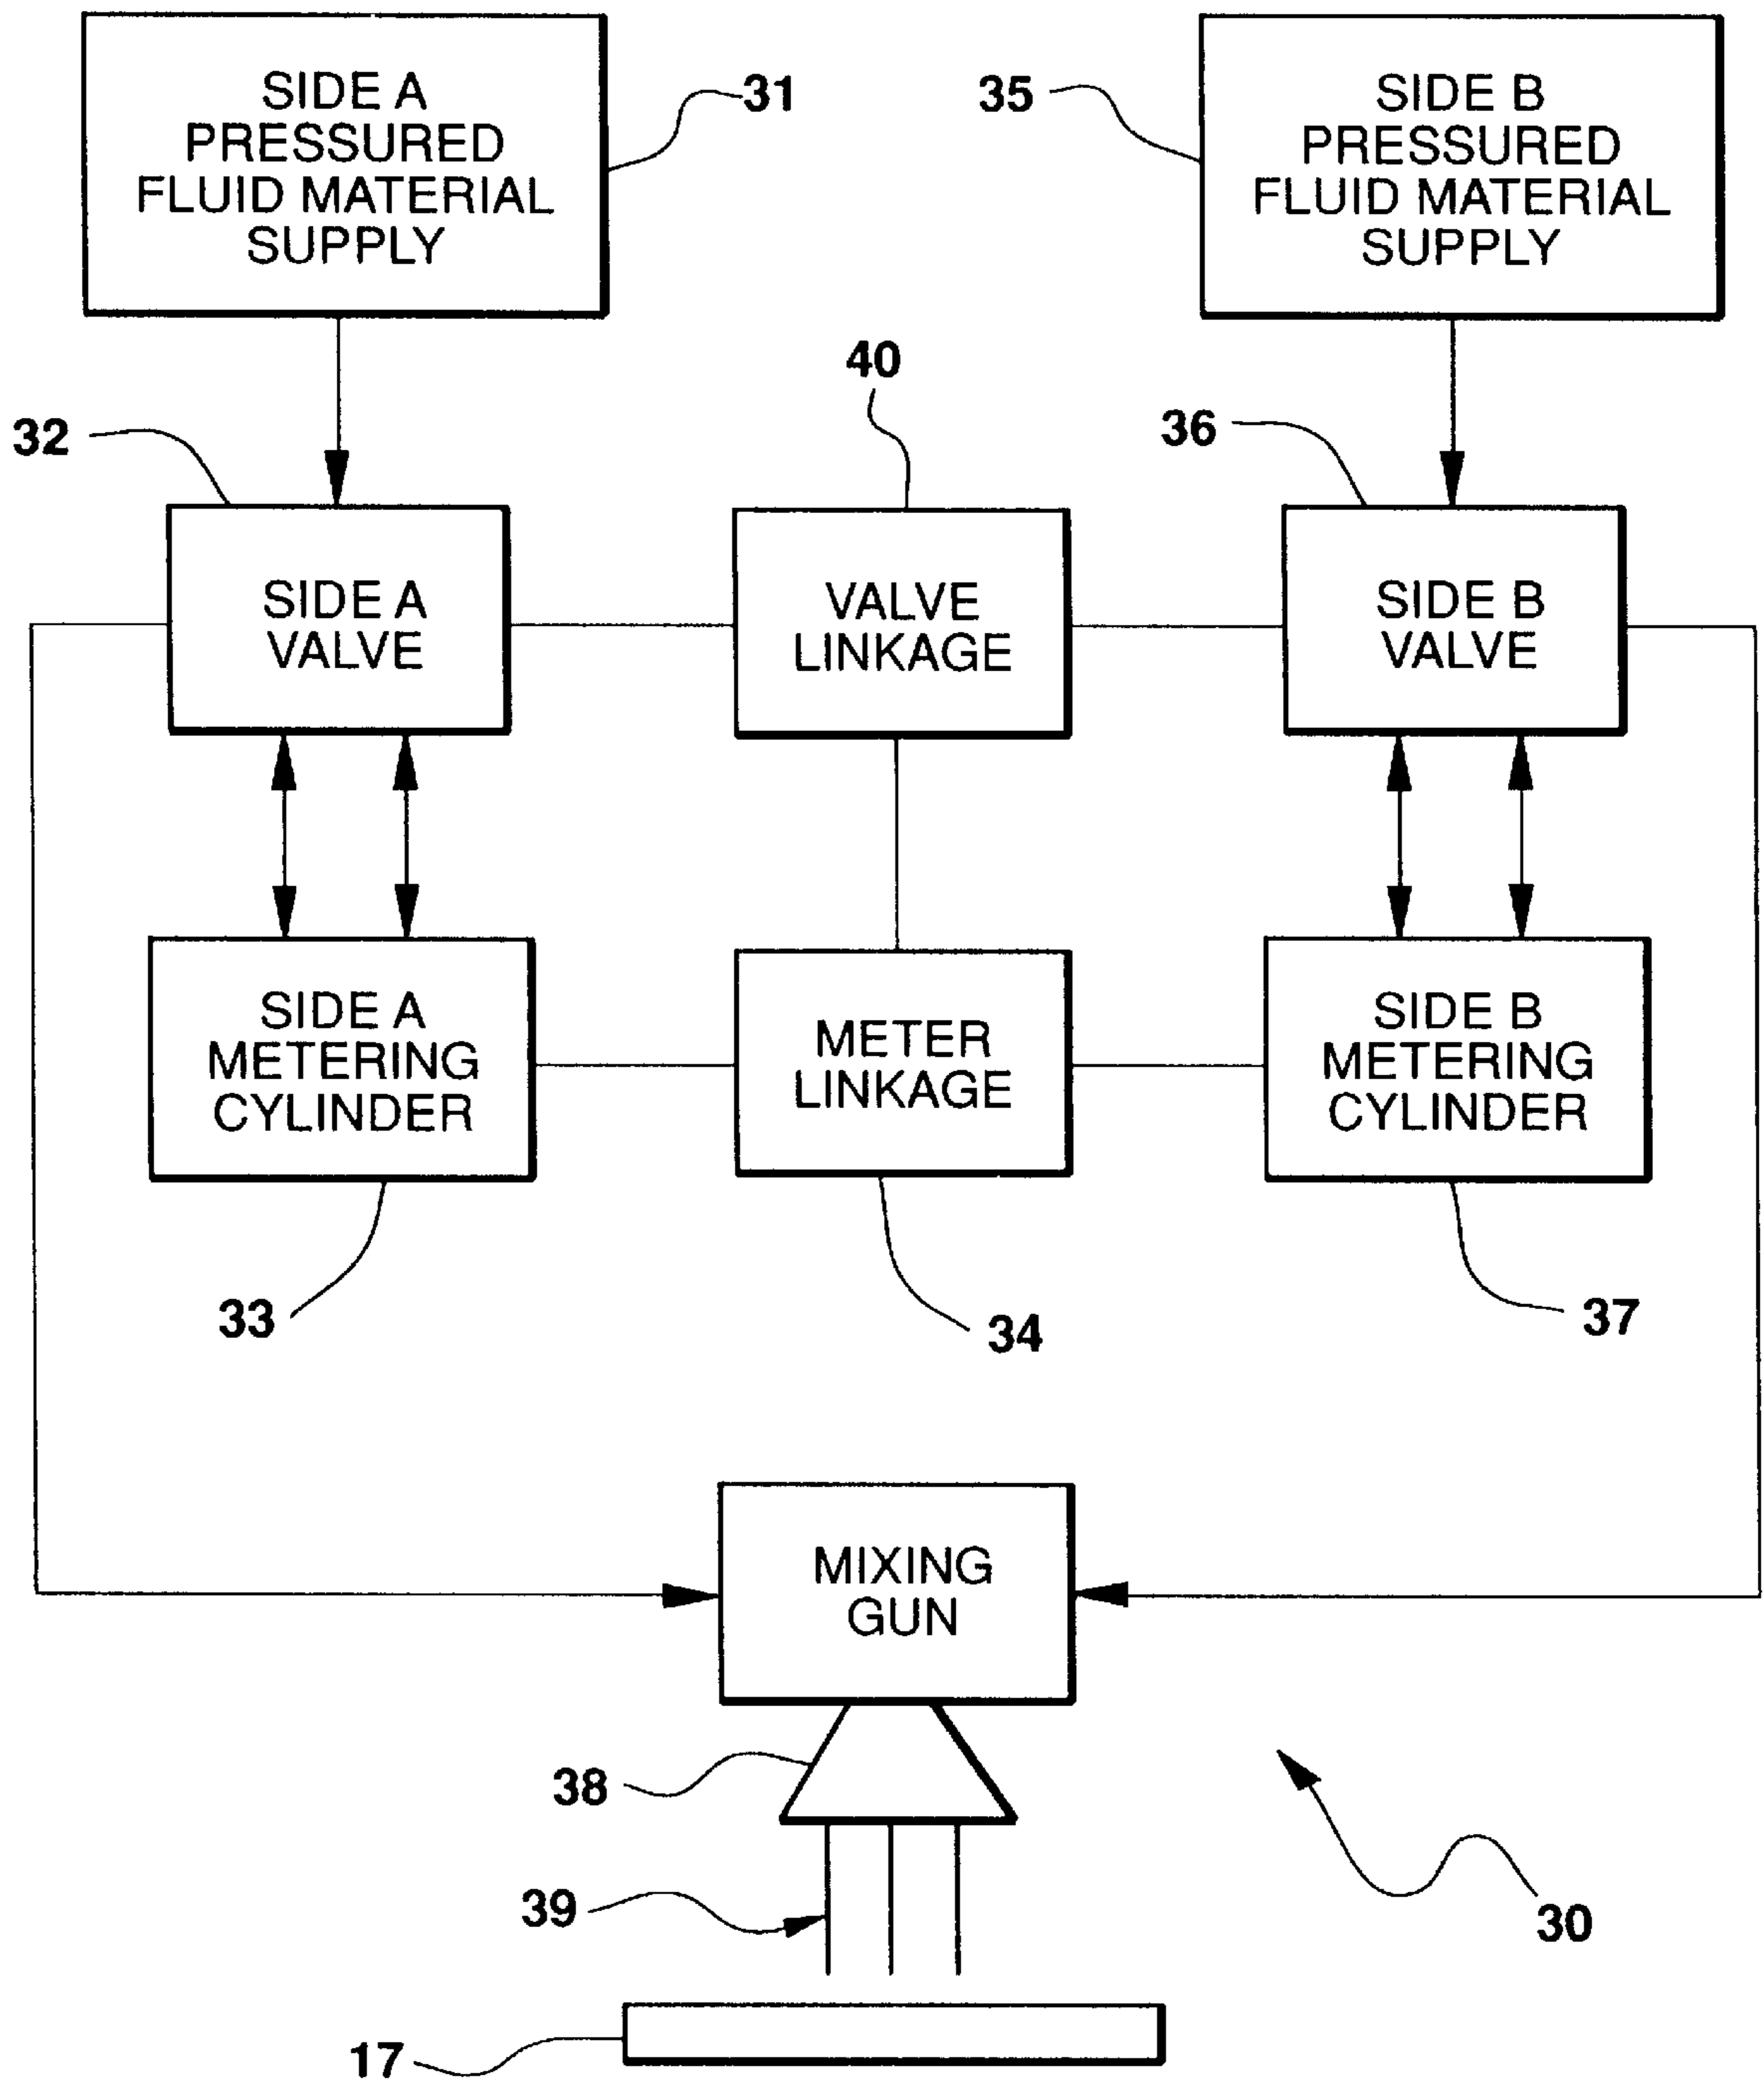 SIDE A
PRESSURED
FLUID MATERIAL
SUPPLY
31
35
SIDE B
PRESSURED
FLUID MATERIAL
SUPPLY
32
40
36
SIDE A
VALVE
VALVE
LINKAGE
SIDE B
VALVE
SIDE A
METERING
CYLINDER
METER
LINKAGE
SIDE B
METERING
CYLINDER
33
34
37
MIXING
GUN
38
39
30
17